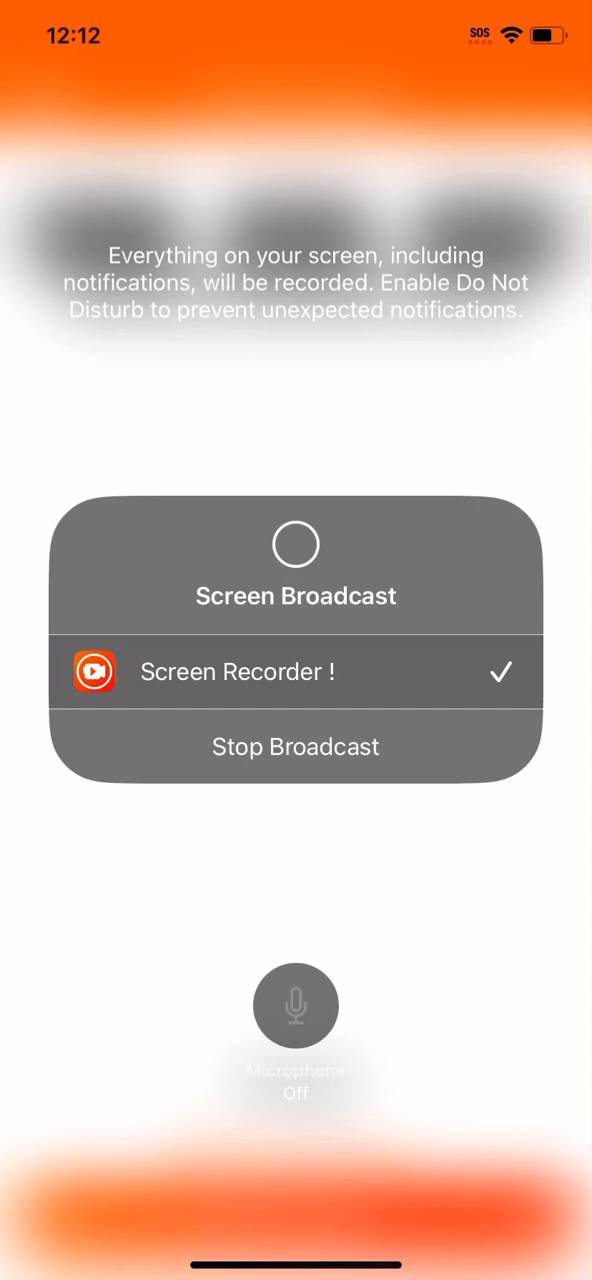 12:12
SOS
Everything on your screen, including
notifications, will be recorded. Enable Do Not
Disturb to prevent unexpected notifications.
Screen Broadcast
Screen Recorder !
Stop Broadcast
Microphone
Off